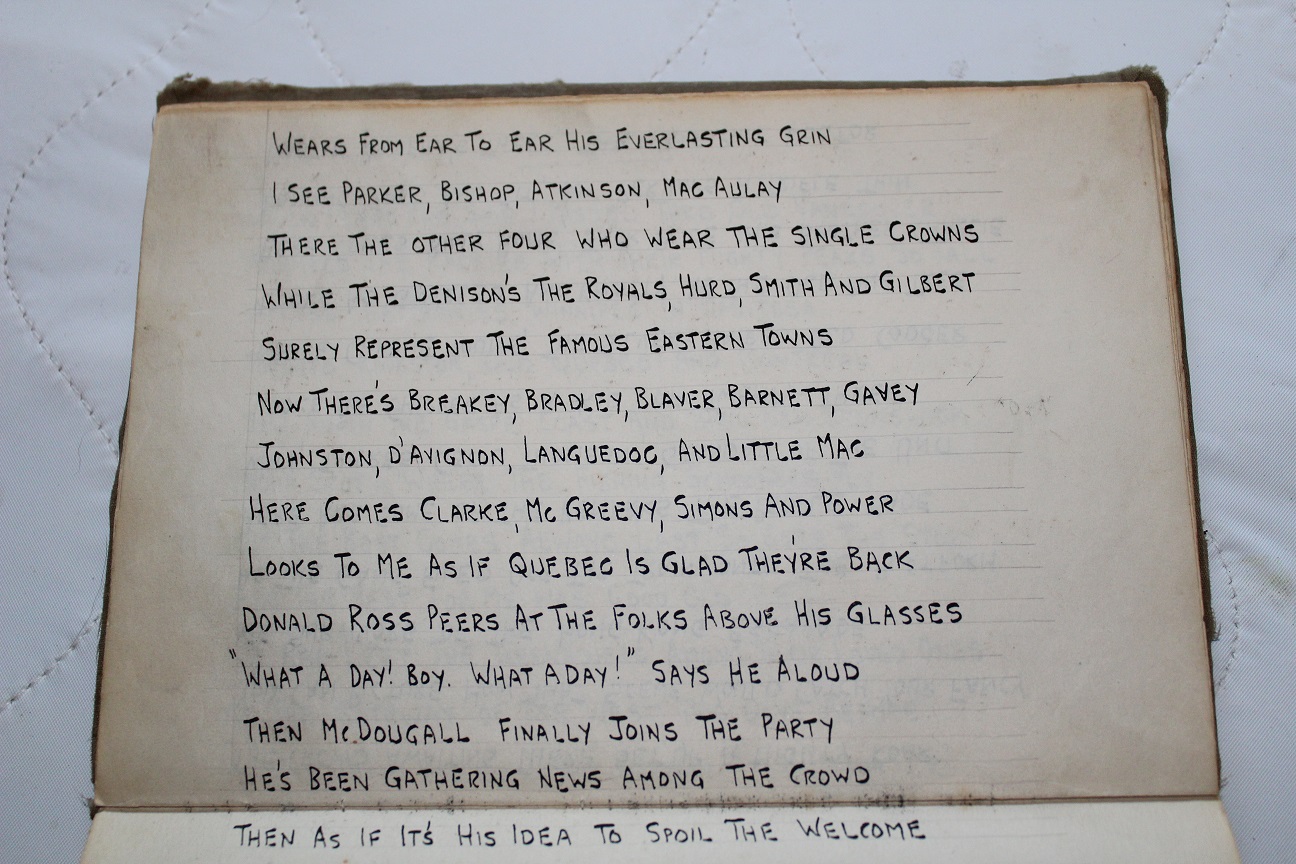 Wears From Ear To Ear His Everlasting Grin
I See Parker, Bishop, Atkinson, Mac Aulay
There The Other Four Who Wear The Single Crowns
While The Denison's The Royals, Hurd, Smith And Gilbert
Surely Represent The Famous Eastern Towns
Now There's Breakey, Bradley, Blaver, Barnett, Gavey
Johnston, D'Avignon, Languedoc, And Little Mac
Here Comes Clarke, Mc Greevy, Simons And Power
Looks To Me As If Quebec Is Glad They're Back
Donald Ross Peers At The Folks Above His Glasses
"What A Day! Boy. What A Day!" Says He Aloud
Then Mc.Dougall Finally Joins The Party
He's Been Gathering News Among The Crowd
Then As If It's His Idea To Spoil The Welcome